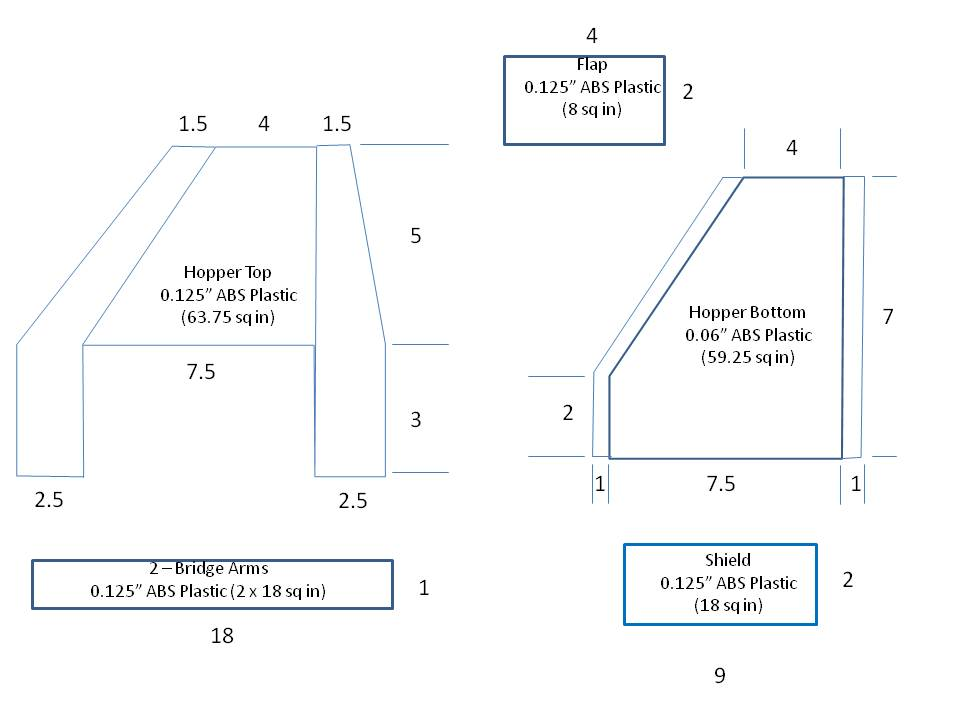 4
Flap
0.125” ABS Plastic
(8 sq in)
2
1.5 4 1.5
5
Hopper Top
0.125” ABS Plastic
(63.75 sq in)
7.5
3
2.5 2.5
4
Hopper Bottom
0.06” ABS Plastic
(59.25 sq in)
7
2
1 7.5 1
2 – Bridge Arms
0.125” ABS Plastic (2 x 18 sq in)
1
18
Shield
0.125” ABS Plastic
(18 sq in)
2
9